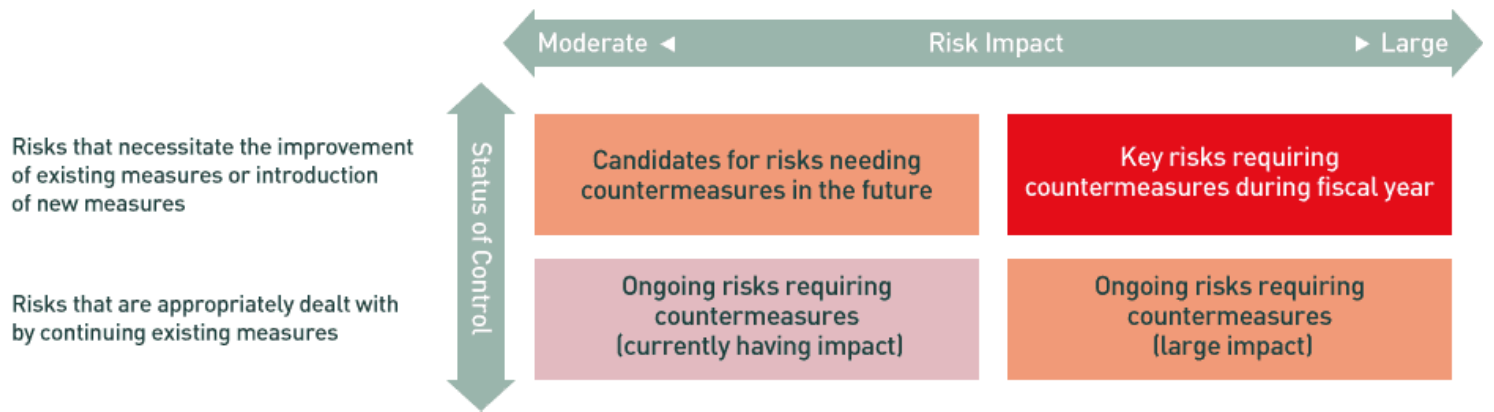 Moderate ◄ Risk Impact ► Large
Status of Control
Risks that necessitate the improvement
of existing measures or introduction
of new measures
Candidates for risks needing
countermeasures in the future
Key risks requiring
countermeasures during fiscal year
Risks that are appropriately dealt with
by continuing existing measures
Ongoing risks requiring
countermeasures
(currently having impact)
Ongoing risks requiring
countermeasures
(large impact)